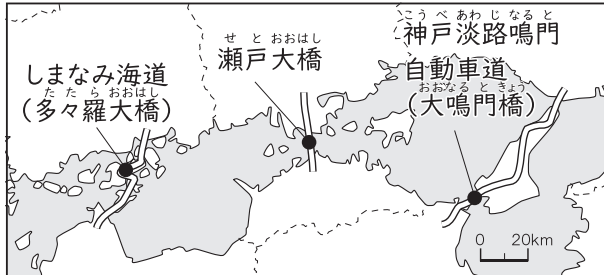 しまなみ海道
たたらおおはし
（多々羅大橋）
せとおおはし
瀬戸大橋
こうべあわじなると
神戸淡路鳴門
自動車道
おおなるときょう
（大鳴門橋）
0 20km